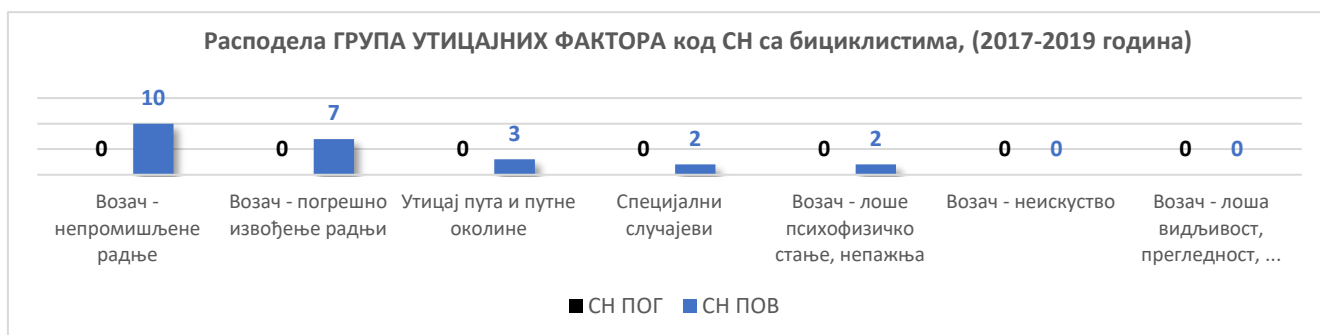 Расподела ГРУПА УТИЦАЈНИХ ФАКТОРА код СН са бициклистима, (2017-2019 година)
0 10 0 7 0 3 0 2 0 2 0 0 0 0
Возач -
непромишљене
радње
Возач - погрешно
извођење радњи
Утицај пута и путне
околине
Специјални
случајеви
Возач - лоше
психофизичко
стање, непажња
Возач - неискуство
Возач - лоша
видљивост,
прегледност, ...
СН ПОГ СН ПОВ